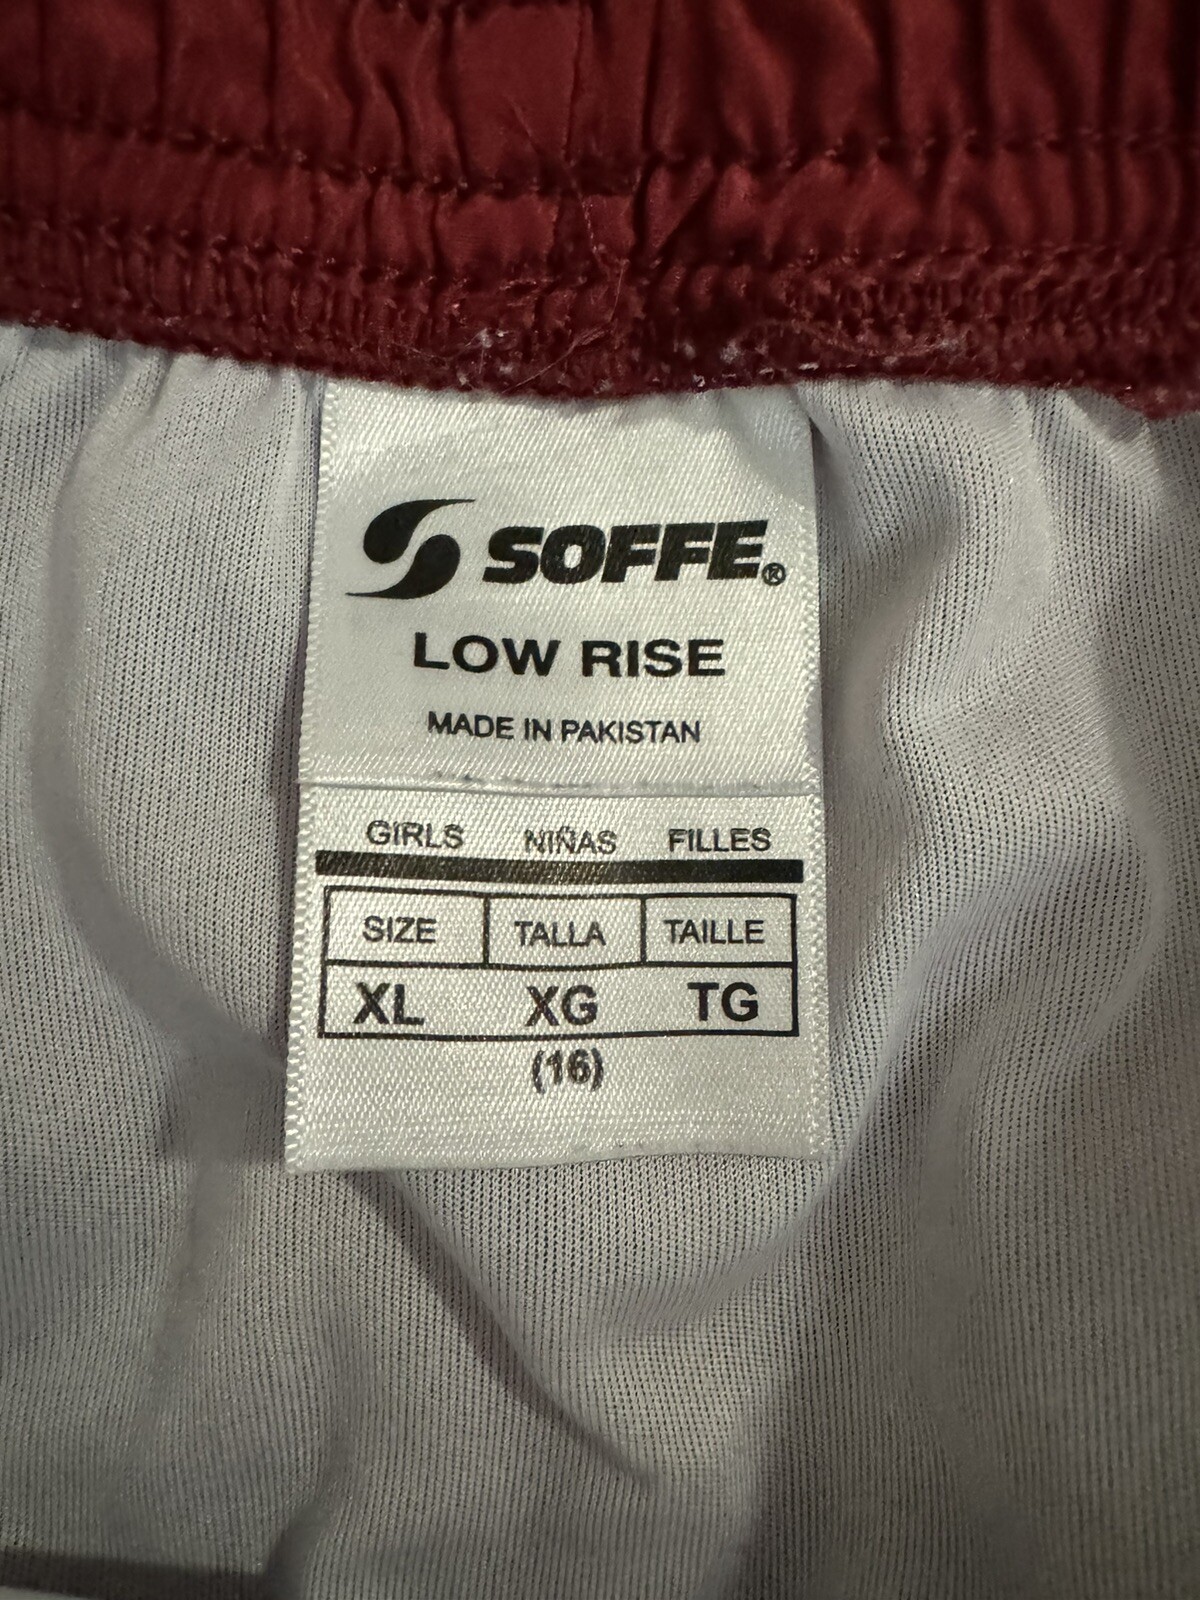 SOFFE®
LOW RISE
MADE IN PAKISTAN
GIRLS NIÑAS FILLES
SIZE TALLA TAILLE
XL XG TG
(16)